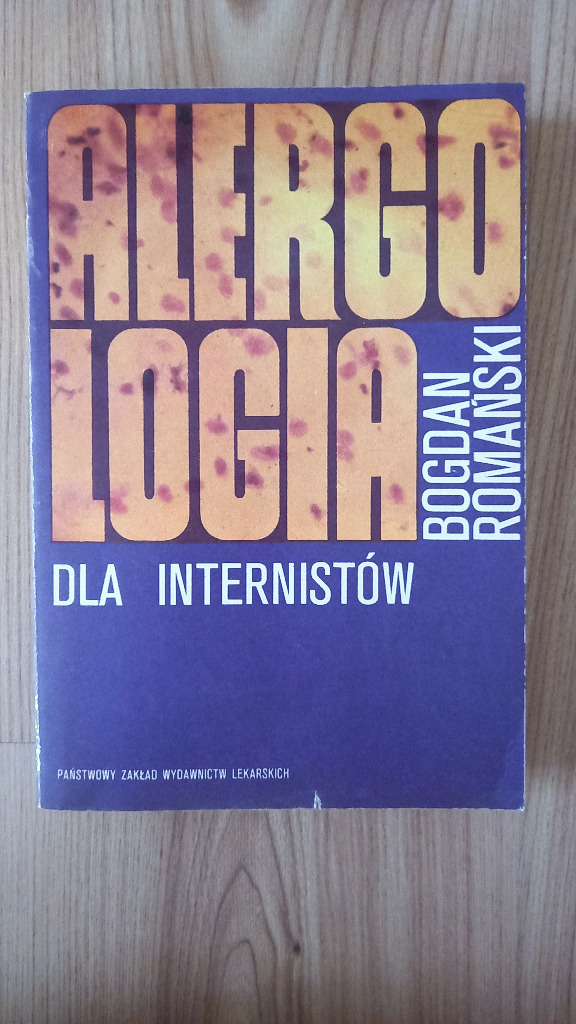 ALERGO
LOGIA
BOGDAN
ROMAŃSKI
DLA INTERNISTÓW
PAŃSTWOWY ZAKŁAD WYDAWNICTW LEKARSKICH